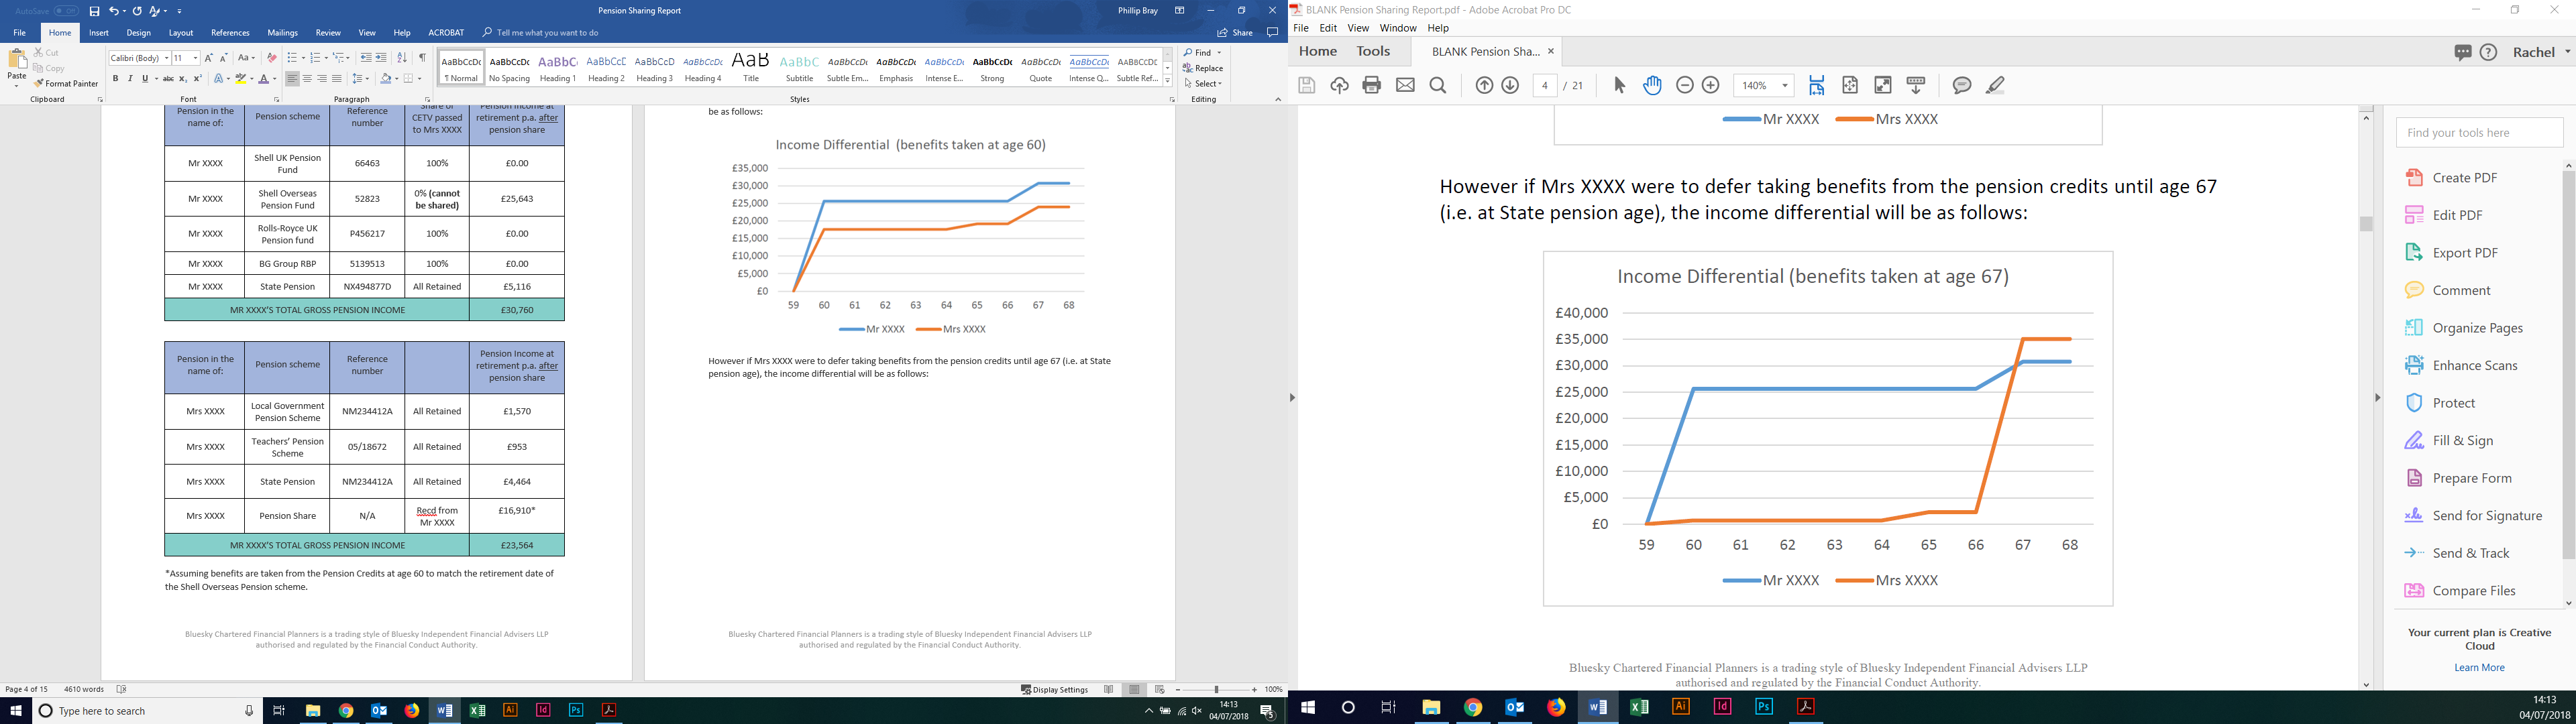 AutoSave Off
Pension Sharing Report
Phillip Bray
File Home Insert Design Layout References Mailings Review View Help ACROBAT Tell me what you want to do
Share
Paste
Cut
Copy
Format Painter
Calibri (Body) 11
AaBbCcDc AaBbCcDc AaBbC AaBbCcC AaBbCcD AaBbCcDc AaB AaBbC AaBbCcDc AaBbCcDc AaBbCcDc AaBbCcDc AaBbCcDc AaBbCcDc AABBCCDC
¶ Normal No Spacing Heading 1 Heading 2 Heading 3 Heading 4 Title Subtitle Subtle Em... Emphasis Intense E... Strong Quote Intense Q... Subtle Ref...
Find
Replace
Select
Clipboard Font Paragraph Styles Editing
Pension in the name of: Pension scheme Reference number Share of CETV passed to Mrs XXXX Pension Income at retirement p.a. after pension share
Mr XXXX Shell UK Pension Fund 66463 100% £0.00
Mr XXXX Shell Overseas Pension Fund 52823 0% (cannot be shared) £25,643
Mr XXXX Rolls-Royce UK Pension fund P456217 100% £0.00
Mr XXXX BG Group RBP 5139513 100% £0.00
Mr XXXX State Pension NX494877D All Retained £5,116
MR XXXX'S TOTAL GROSS PENSION INCOME £30,760
Pension in the name of: Pension scheme Reference number Pension Income at retirement p.a. after pension share
Mrs XXXX Local Government Pension Scheme NM234412A All Retained £1,570
Mrs XXXX Teachers' Pension Scheme 05/18672 All Retained £953
Mrs XXXX State Pension NM234412A All Retained £4,464
Mrs XXXX Pension Share N/A Recd from Mr XXXX £16,910*
MR XXXX'S TOTAL GROSS PENSION INCOME £23,564
*Assuming benefits are taken from the Pension Credits at age 60 to match the retirement date of
the Shell Overseas Pension scheme.
Bluesky Chartered Financial Planners is a trading style of Bluesky Independent Financial Advisers LLP
authorised and regulated by the Financial Conduct Authority.
be as follows:
Income Differential (benefits taken at age 60)
£35,000
£30,000
£25,000
£20,000
£15,000
£10,000
£5,000
£0
59 60 61 62 63 64 65 66 67 68
Mr XXXX Mrs XXXX
However if Mrs XXXX were to defer taking benefits from the pension credits until age 67 (i.e. at State
pension age), the income differential will be as follows:
Bluesky Chartered Financial Planners is a trading style of Bluesky Independent Financial Advisers LLP
authorised and regulated by the Financial Conduct Authority.
Page 4 of 15 4610 words
Display Settings 100%
Type here to search
14:13
04/07/2018
BLANK Pension Sharing Report.pdf - Adobe Acrobat Pro DC
File Edit View Window Help
Home Tools BLANK Pension Sha... ×
Rachel
4 / 21
140%
Mr XXXX Mrs XXXX
However if Mrs XXXX were to defer taking benefits from the pension credits until age 67
(i.e. at State pension age), the income differential will be as follows:
Income Differential (benefits taken at age 67)
£40,000
£35,000
£30,000
£25,000
£20,000
£15,000
£10,000
£5,000
£0
59 60 61 62 63 64 65 66 67 68
Mr XXXX Mrs XXXX
Bluesky Chartered Financial Planners is a trading style of Bluesky Independent Financial Advisers LLP
authorised and regulated by the Financial Conduct Authority.
Find your tools here
Create PDF
Edit PDF
Export PDF
Comment
Organize Pages
Enhance Scans
Protect
Fill & Sign
Prepare Form
Send for Signature
Send & Track
Compare Files
Your current plan is Creative
Cloud
Learn More
14:13
04/07/2018